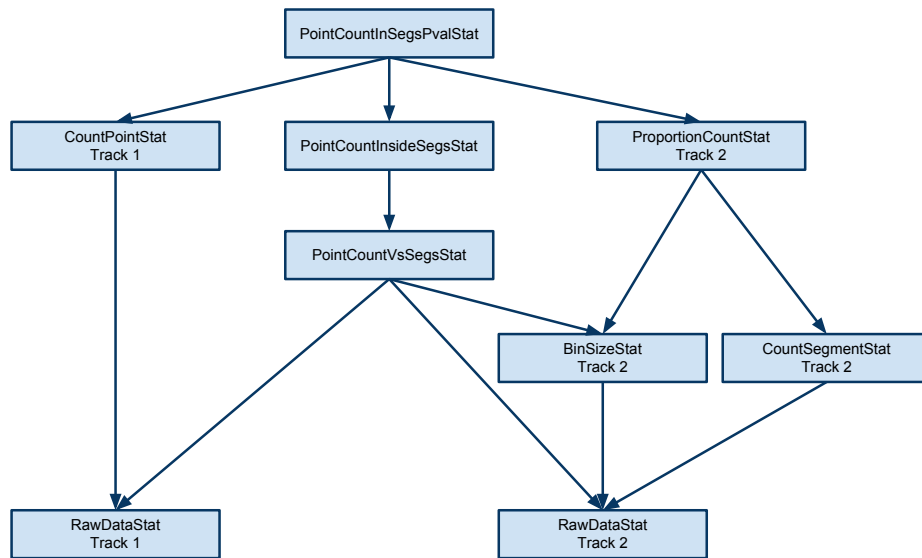 PointCountInSegsPvalStat
CountPointStat
Track 1
PointCountInsideSegsStat
ProportionCountStat
Track 2
PointCountVsSegsStat
BinSizeStat
Track 2
CountSegmentStat
Track 2
RawDataStat
Track 1
RawDataStat
Track 2